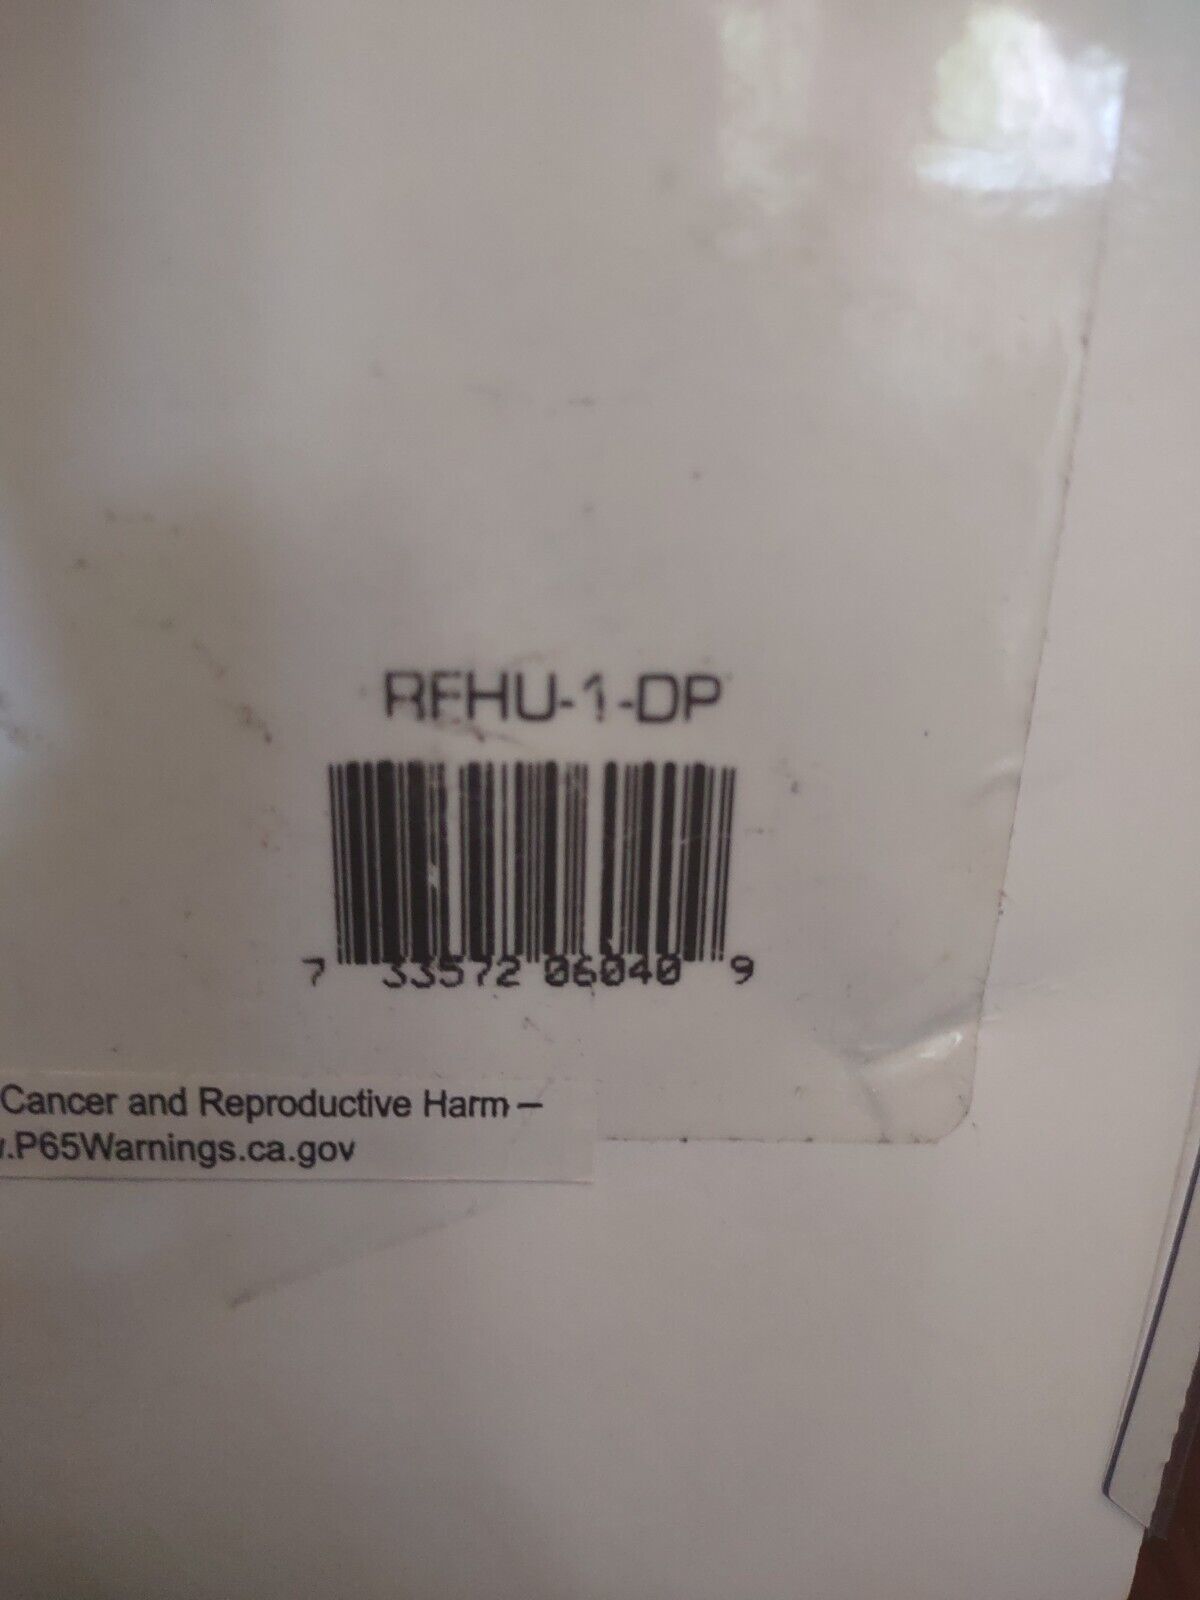 RFHU-1-DP
7 33572 06040 9
Cancer and Reproductive Harm –
.P65Warnings.ca.gov